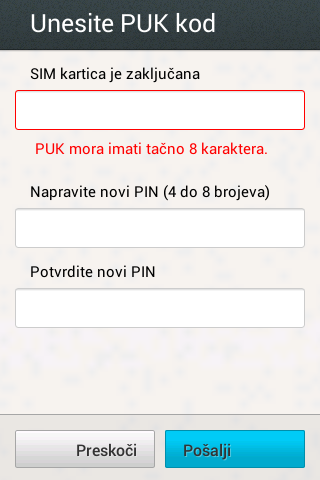 Unesite PUK kod
SIM kartica je zaključana
PUK mora imati tačno 8 karaktera.
Napravite novi PIN (4 do 8 brojeva)
Potvrdite novi PIN
Preskoči
Pošalji